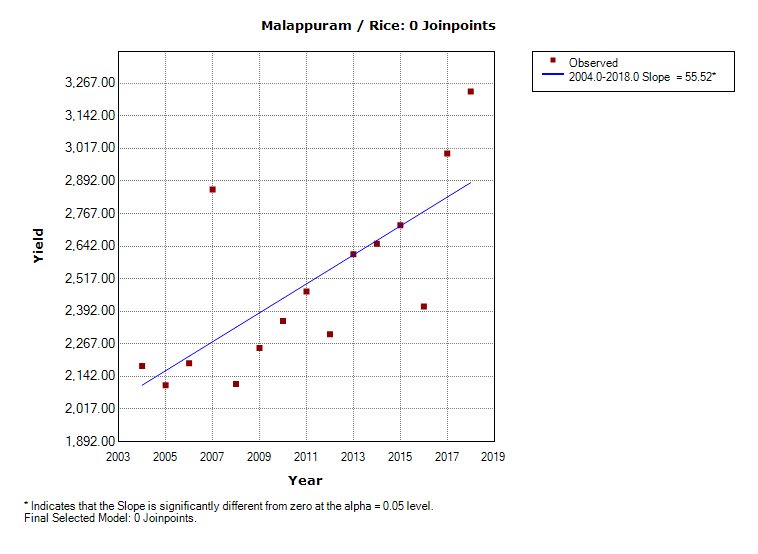 Malappuram / Rice: 0 Joinpoints
Observed
2004.0-2018.0 Slope = 55.52*
3,267.00
3,142.00
3,017.00
2,892.00
2,767.00
2,642.00
2,517.00
2,392.00
2,267.00
2,142.00
2,017.00
1,892.00
Yield
2003 2005 2007 2009 2011 2013 2015 2017 2019
Year
* Indicates that the Slope is significantly different from zero at the alpha = 0.05 level.
Final Selected Model: 0 Joinpoints.